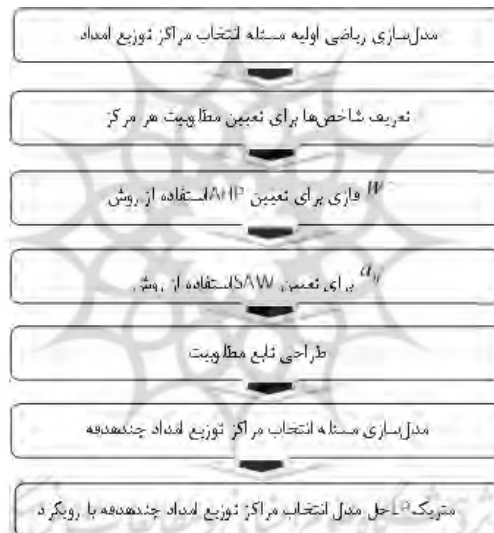 مدل‌سازی ریاضی اولیه مسئله انتخاب مراکز توزیع امداد
تعریف شاخص‌ها برای تعیین مطلوبیت هر مرکز
استفاده از روش AHP فازی برای تعیین W
استفاده از روش SAW برای تعیین a_ij
طراحی تابع مطلوبیت
مدل‌سازی مسئله انتخاب مراکز توزیع امداد چندهدفه
حل مدل انتخاب مراکز توزیع امداد چندهدفه با رویکرد LP متریک